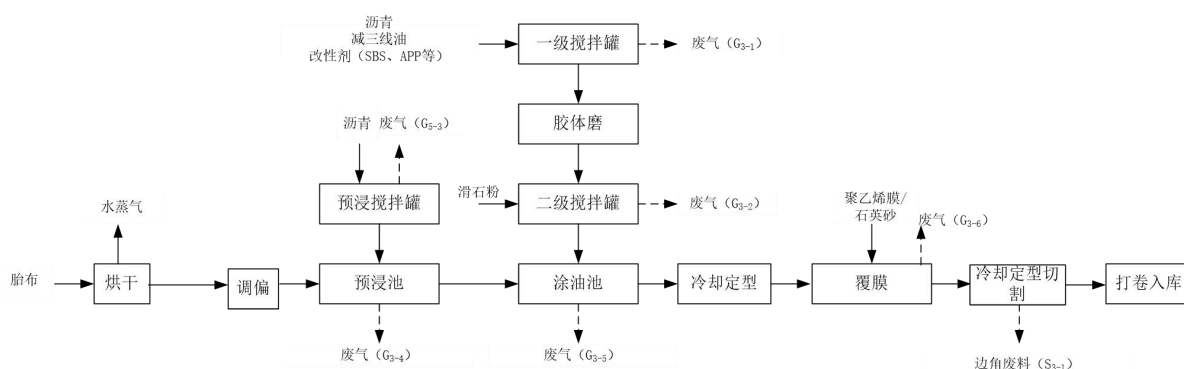 沥青
减三线油
改性剂（SBS、APP等）
一级搅拌罐
废气（G3-1）
胶体磨
沥青
废气（G5-3）
预浸搅拌罐
滑石粉
二级搅拌罐
废气（G3-2）
水蒸气
聚乙烯膜/
石英砂
废气（G3-6）
胎布
烘干
调偏
预浸池
涂油池
冷却定型
覆膜
冷却定型切
割
打卷入库
废气（G3-4）
废气（G3-5）
边角废料（S3-1）